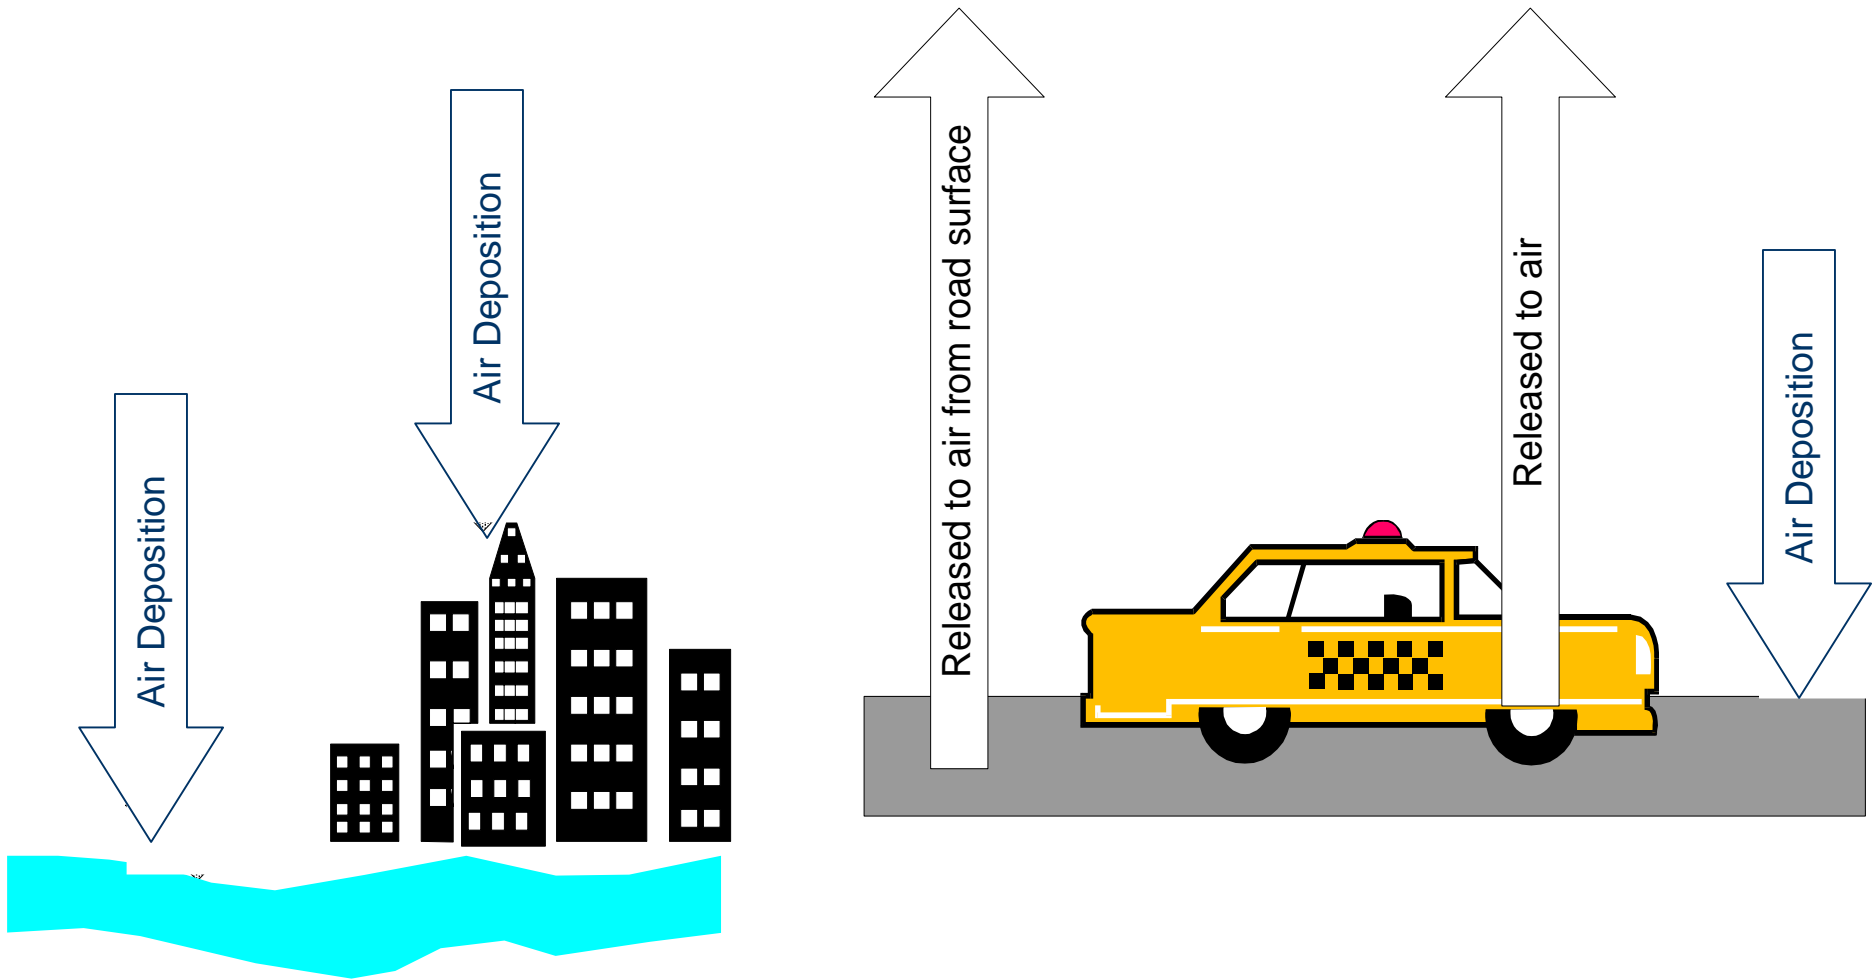 Air Deposition
Air Deposition
Released to air from road surface
Released to air
Air Deposition